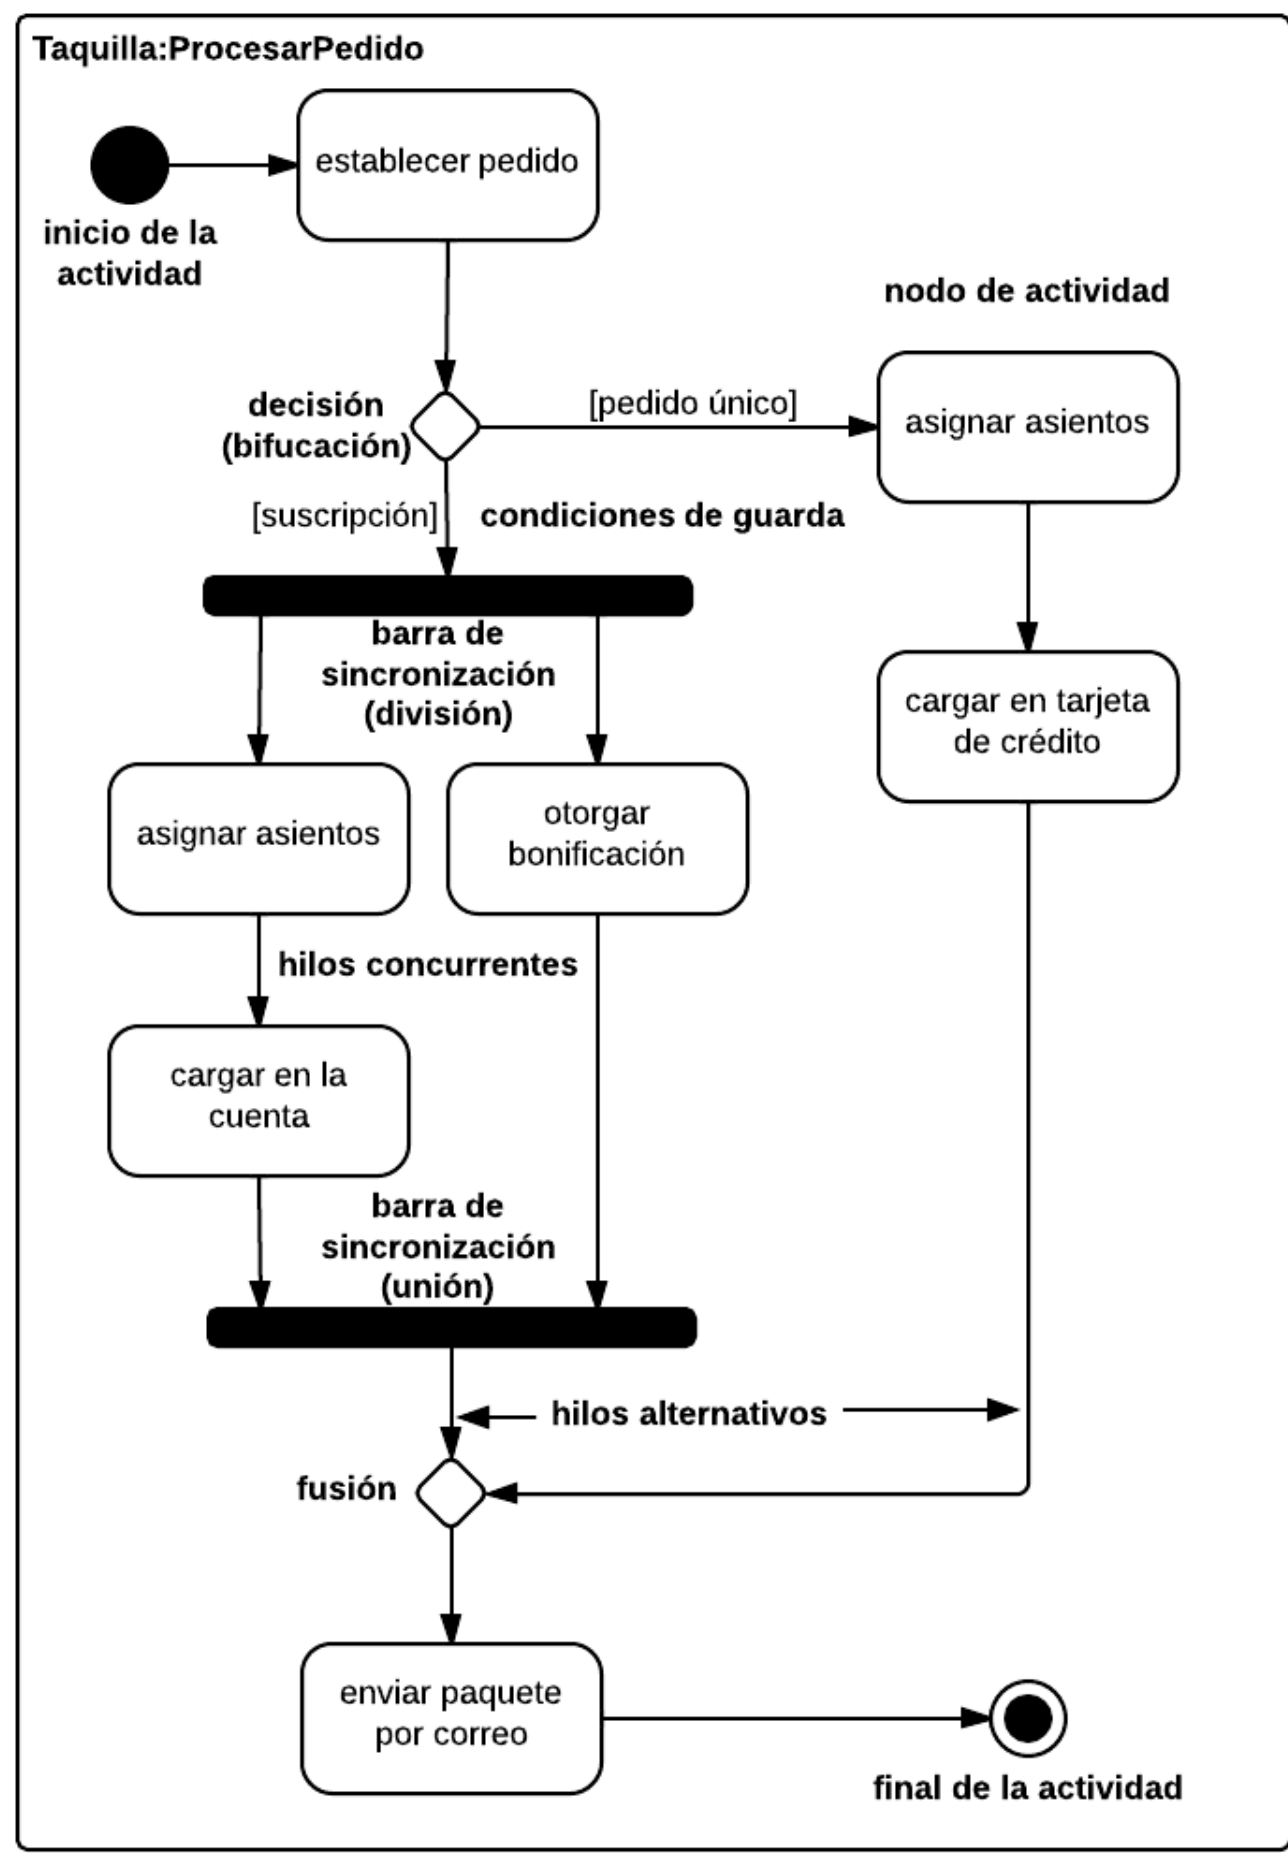 Taquilla:ProcesarPedido
establecer pedido
inicio de la
actividad
nodo de actividad
decisión
(bifucación)
[pedido único]
asignar asientos
[suscripción]
condiciones de guarda
barra de
sincronización
(división)
cargar en tarjeta
de crédito
asignar asientos
otorgar
bonificación
hilos concurrentes
cargar en la
cuenta
barra de
sincronización
(unión)
hilos alternativos
fusión
enviar paquete
por correo
final de la actividad